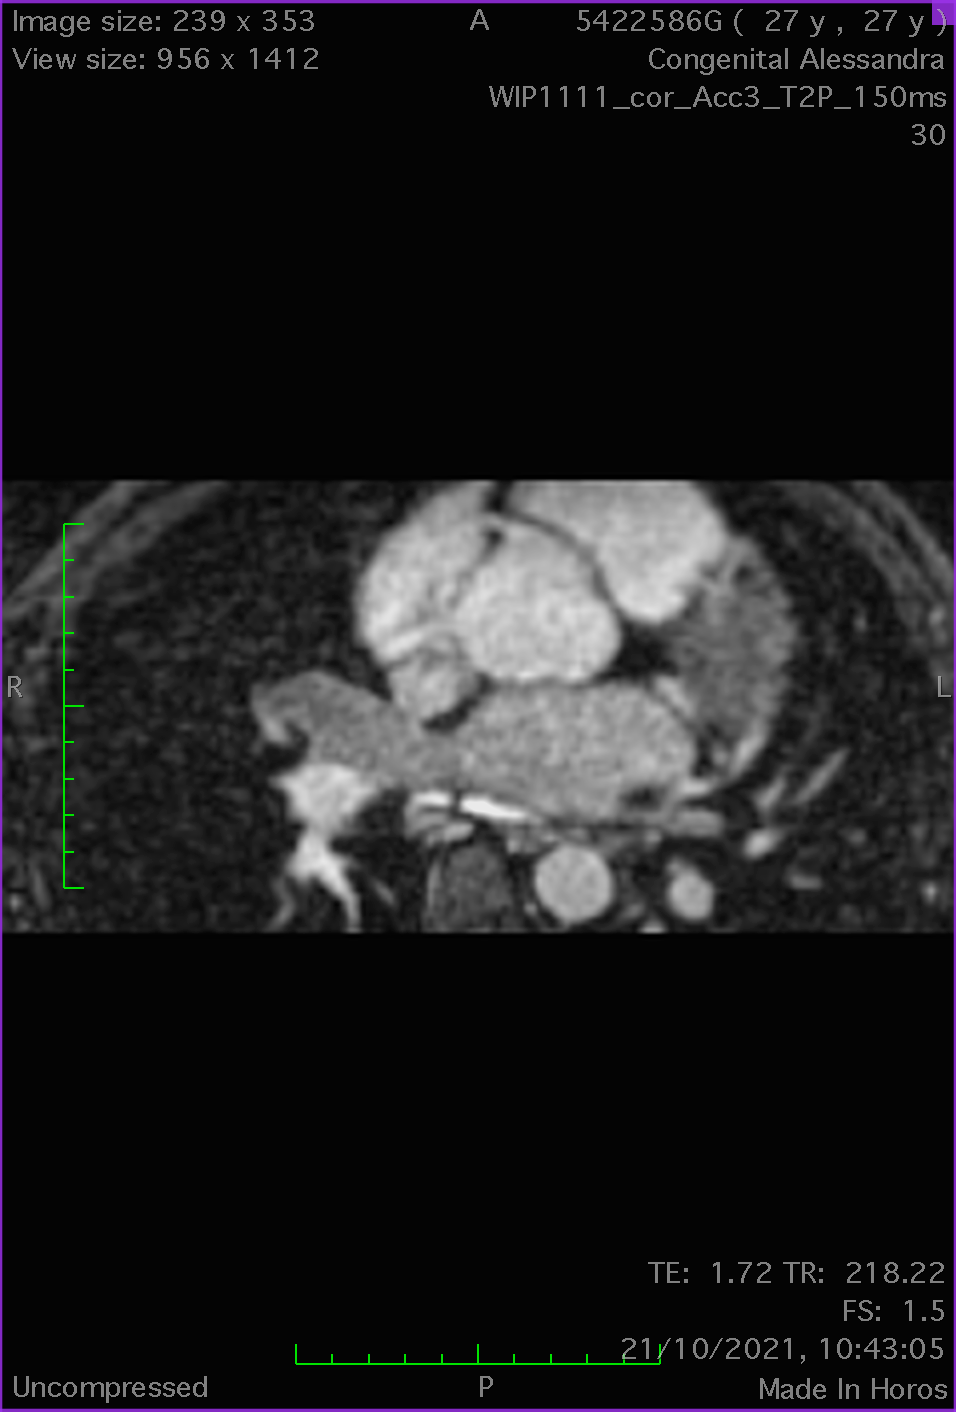 Image size: 239 x 353
A
5422586G ( 27 y , 27 y )
View size: 956 x 1412
Congenital Alessandra
WIP1111_cor_Acc3_T2P_150ms
30
R
L
TE: 1.72 TR: 218.22
FS: 1.5
21/10/2021, 10:43:05
Uncompressed
P
Made In Horos